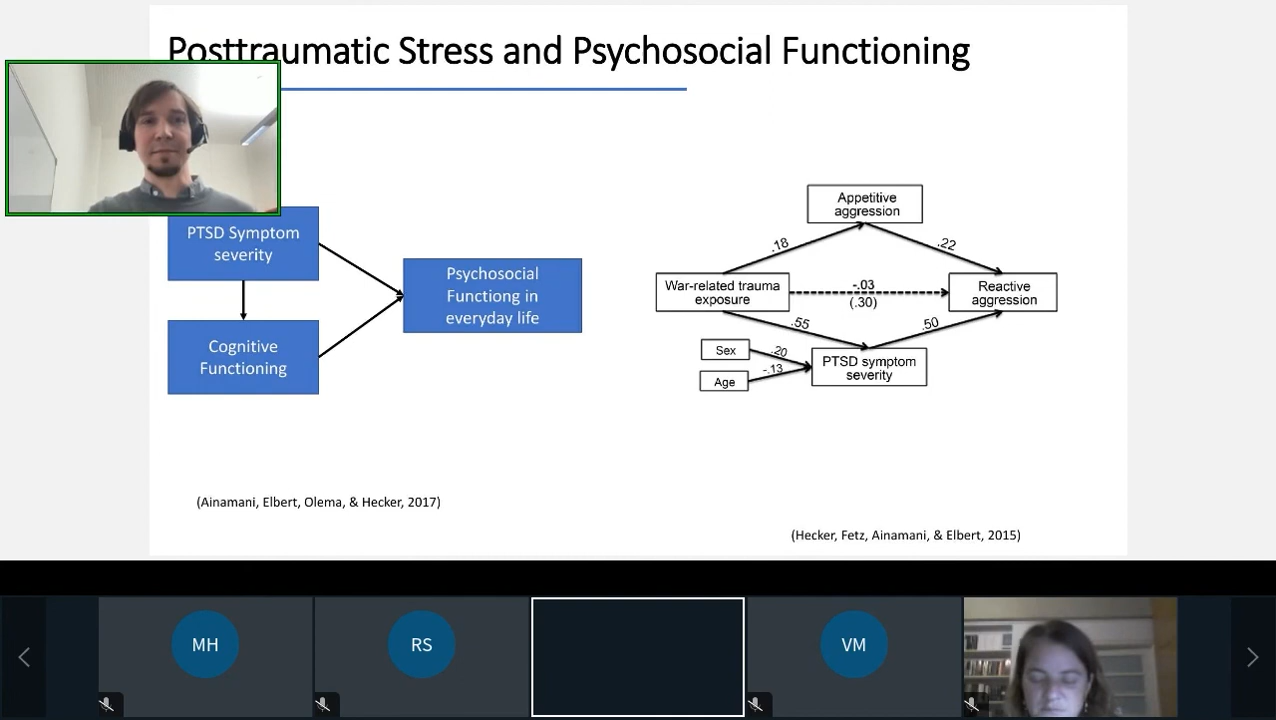 Posttraumatic Stress and Psychosocial Functioning
PTSD Symptom
severity
Cognitive
Functioning
Psychosocial
Functiong in
everyday life
(Ainamani, Elbert, Olema, & Hecker, 2017)
Appetitive
aggression
.18
.22
War-related trauma
exposure
-.03
(.30)
Reactive
aggression
.55
.50
Sex
.20
Age
-.13
PTSD symptom
severity
(Hecker, Fetz, Ainamani, & Elbert, 2015)
MH
RS
VM